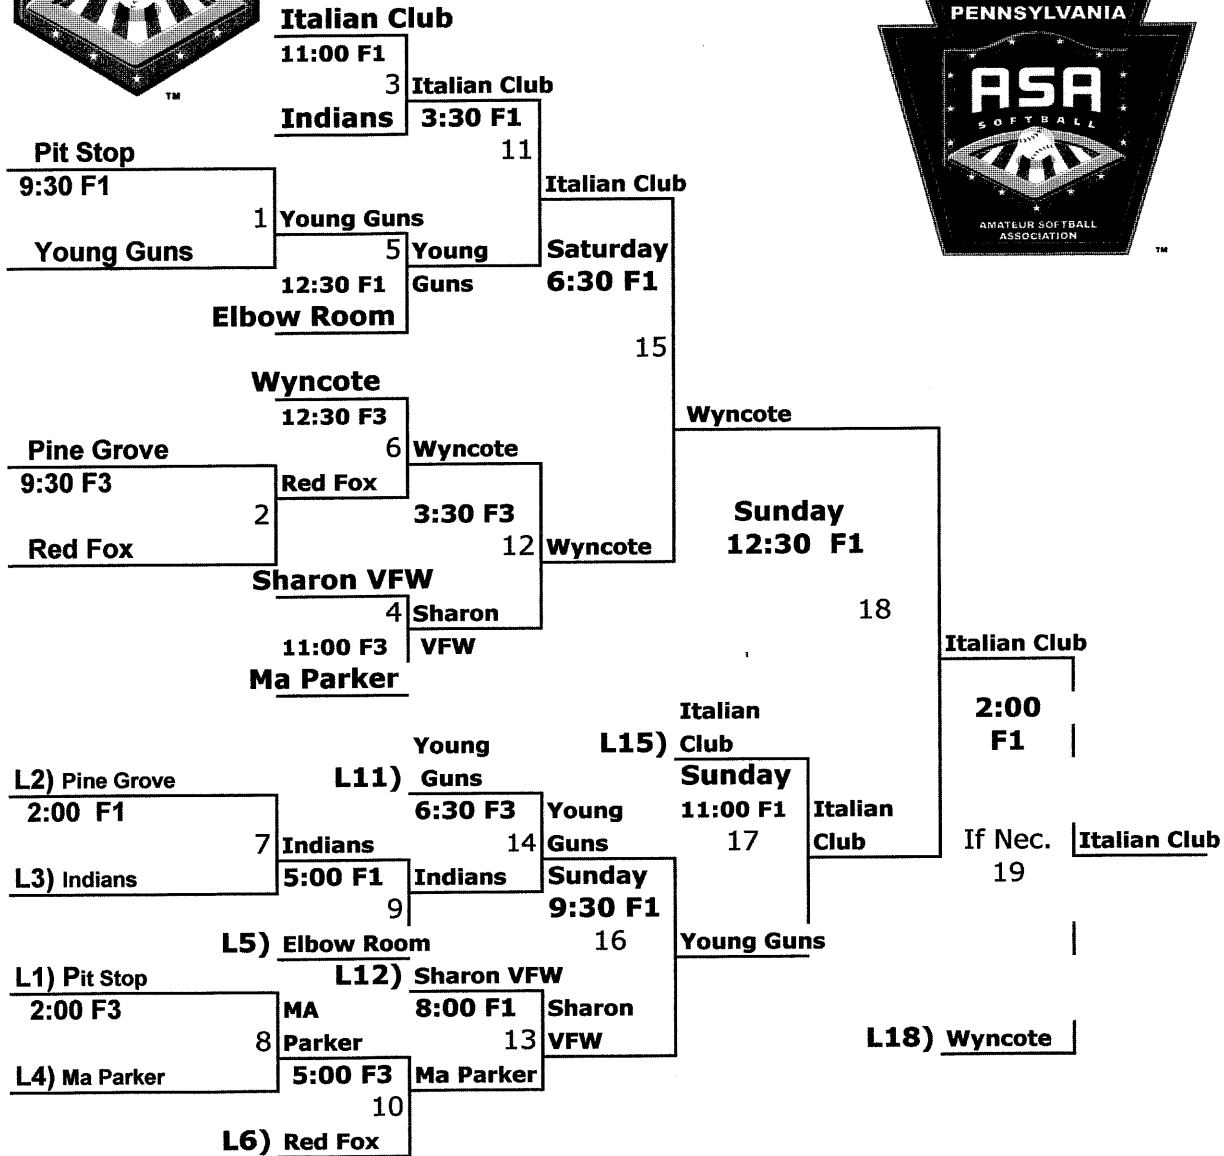 Italian Club
11:00 F1
3
Italian Club
Indians
3:30 F1
11
Pit Stop
9:30 F1
1
Young Guns
Young Guns
5
Young
Guns
12:30 F1
Elbow Room
Italian Club
Saturday
6:30 F1
15
Wyncote
12:30 F3
6
Wyncote
Pine Grove
9:30 F3
Red Fox
2
Red Fox
3:30 F3
12
Wyncote
Sharon VFW
4
Sharon
VFW
11:00 F3
Ma Parker
Wyncote
Sunday
12:30 F1
18
Italian Club
2:00
F1
If Nec.
19
Italian Club
L18) Wyncote
L2) Pine Grove
2:00 F1
7
Indians
L3) Indians
5:00 F1
9
Indians
L5) Elbow Room
Young
L11) Guns
6:30 F3
14
Young
Guns
Sunday
9:30 F1
16
Young Guns
Italian
L15) Club
Sunday
11:00 F1
17
Italian
Club
L1) Pit Stop
2:00 F3
8
MA
Parker
L4) Ma Parker
5:00 F3
10
Ma Parker
L6) Red Fox
L12) Sharon VFW
8:00 F1
13
Sharon
VFW
TM
PENNSYLVANIA
ASA
SOFTBALL
AMATEUR SOFTBALL
ASSOCIATION
TM